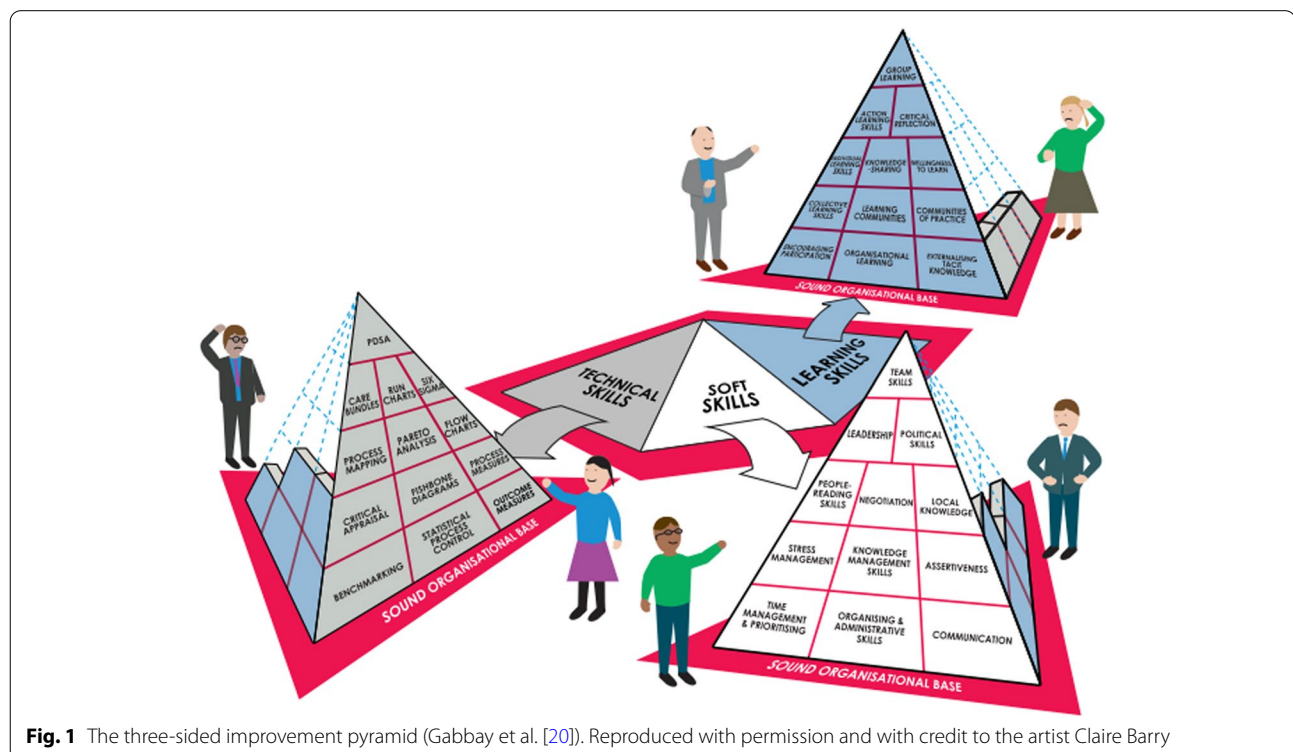 GROUP
LEARNING
ACTION
LEARNING
SKILLS
CRITICAL
REFLECTION
INDIVIDUAL
LEARNING
SKILLS
KNOWLEDGE
-SHARING
WILLINGNESS
TO LEARN
COLLECTIVE
LEARNING
SKILLS
LEARNING
COMMUNITIES
COMMUNITIES
OF PRACTICE
ENCOURAGING
PARTICIPATION
ORGANISATIONAL
LEARNING
EXTERNALISING
TACIT
KNOWLEDGE
SOUND ORGANISATIONAL BASE
TECHNICAL
SKILLS
SOFT
SKILLS
LEARNING
SKILLS
PDSA
CARE
BUNDLES
RUN
CHARTS
SIX
SIGMA
PROCESS
MAPPING
PARETO
ANALYSIS
FLOW
CHARTS
CRITICAL
APPRAISAL
FISHBONE
DIAGRAMS
PROCESS
MEASURES
BENCHMARKING
STATISTICAL
PROCESS
CONTROL
OUTCOME
MEASURES
SOUND ORGANISATIONAL BASE
TEAM
SKILLS
LEADERSHIP
POLITICAL
SKILLS
PEOPLE-
READING
SKILLS
NEGOTIATION
LOCAL
KNOWLEDGE
STRESS
MANAGEMENT
KNOWLEDGE
MANAGEMENT
SKILLS
ASSERTIVENESS
TIME
MANAGEMENT
& PRIORITISING
ORGANISING &
ADMINISTRATIVE
SKILLS
COMMUNICATION
SOUND ORGANISATIONAL BASE
Fig. 1 The three-sided improvement pyramid (Gabbay et al. [20]). Reproduced with permission and with credit to the artist Claire Barry